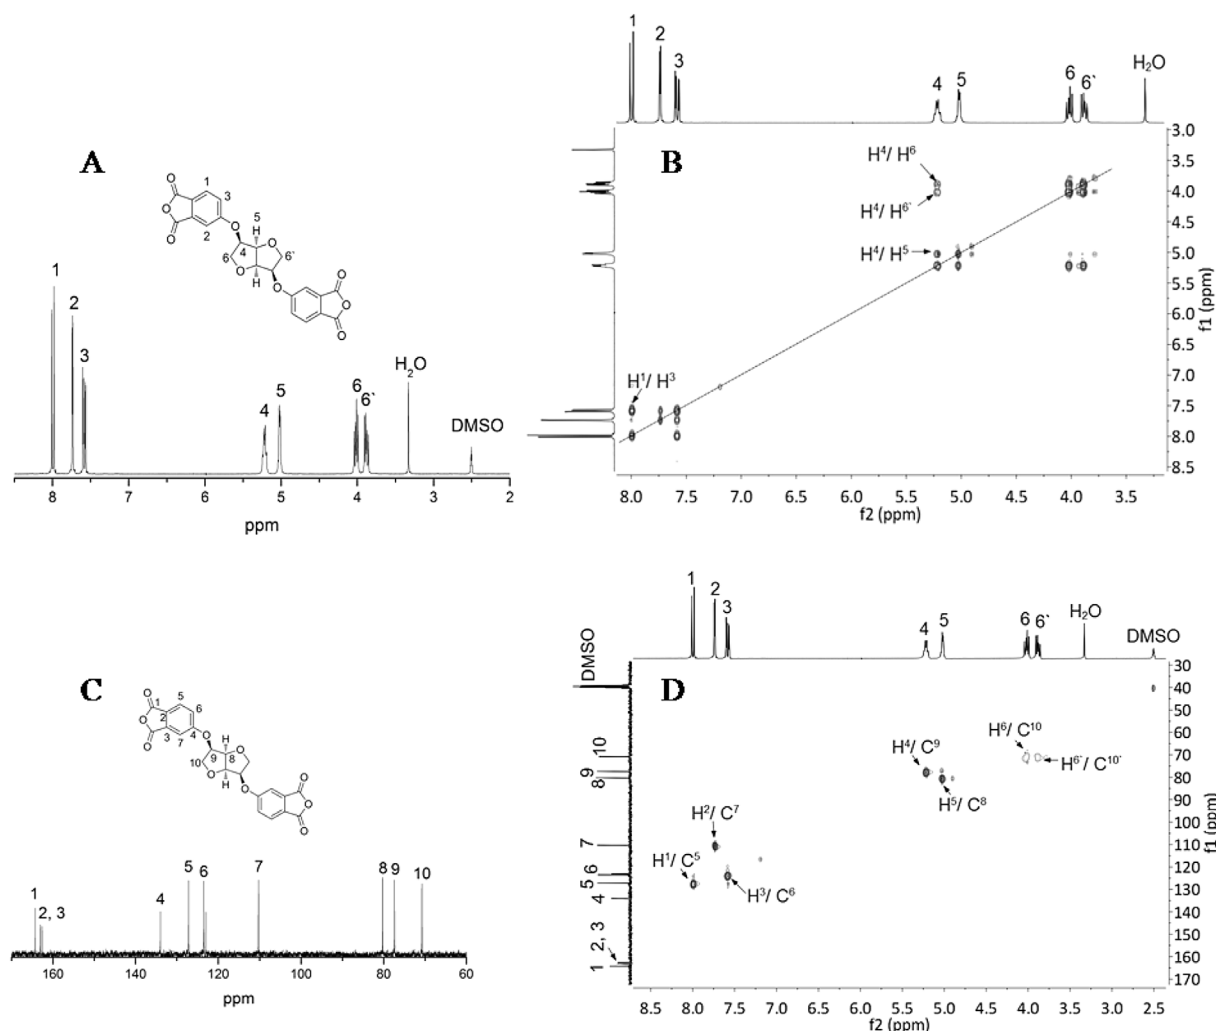 A
O
O
O
1
3
2
O
H
5
O
4
6
6`
O
H
O
O
O
O
1
2
3
4
5
6
6`
H2O
DMSO
8
7
6
5
4
3
2
ppm
B
1
2
3
4
5
6
6`
H2O
H4/ H6
H4/ H6`
H4/ H5
H1/ H3
3.0
3.5
4.0
4.5
5.0
5.5
6.0
6.5
7.0
7.5
8.0
8.5
f1 (ppm)
8.0
7.5
7.0
6.5
6.0
5.5
5.0
4.5
4.0
3.5
f2 (ppm)
C
O
O
O
1
5
2
6
3
4
7
O
H
O
9
8
10
O
H
O
O
O
O
1
2, 3
4
5
6
7
8
9
10
160
140
120
100
80
60
ppm
D
1
2
3
4
5
6
6`
H2O
DMSO
DMSO
10
9
8
7
6
5
4
2, 3
1
H6/ C10
H6`/ C10`
H4/ C9
H5/ C8
H2/ C7
H1/ C5
H3/ C6
30
40
50
60
70
80
90
100
110
120
130
140
150
160
170
f1 (ppm)
8.5
8.0
7.5
7.0
6.5
6.0
5.5
5.0
4.5
4.0
3.5
3.0
2.5
f2 (ppm)